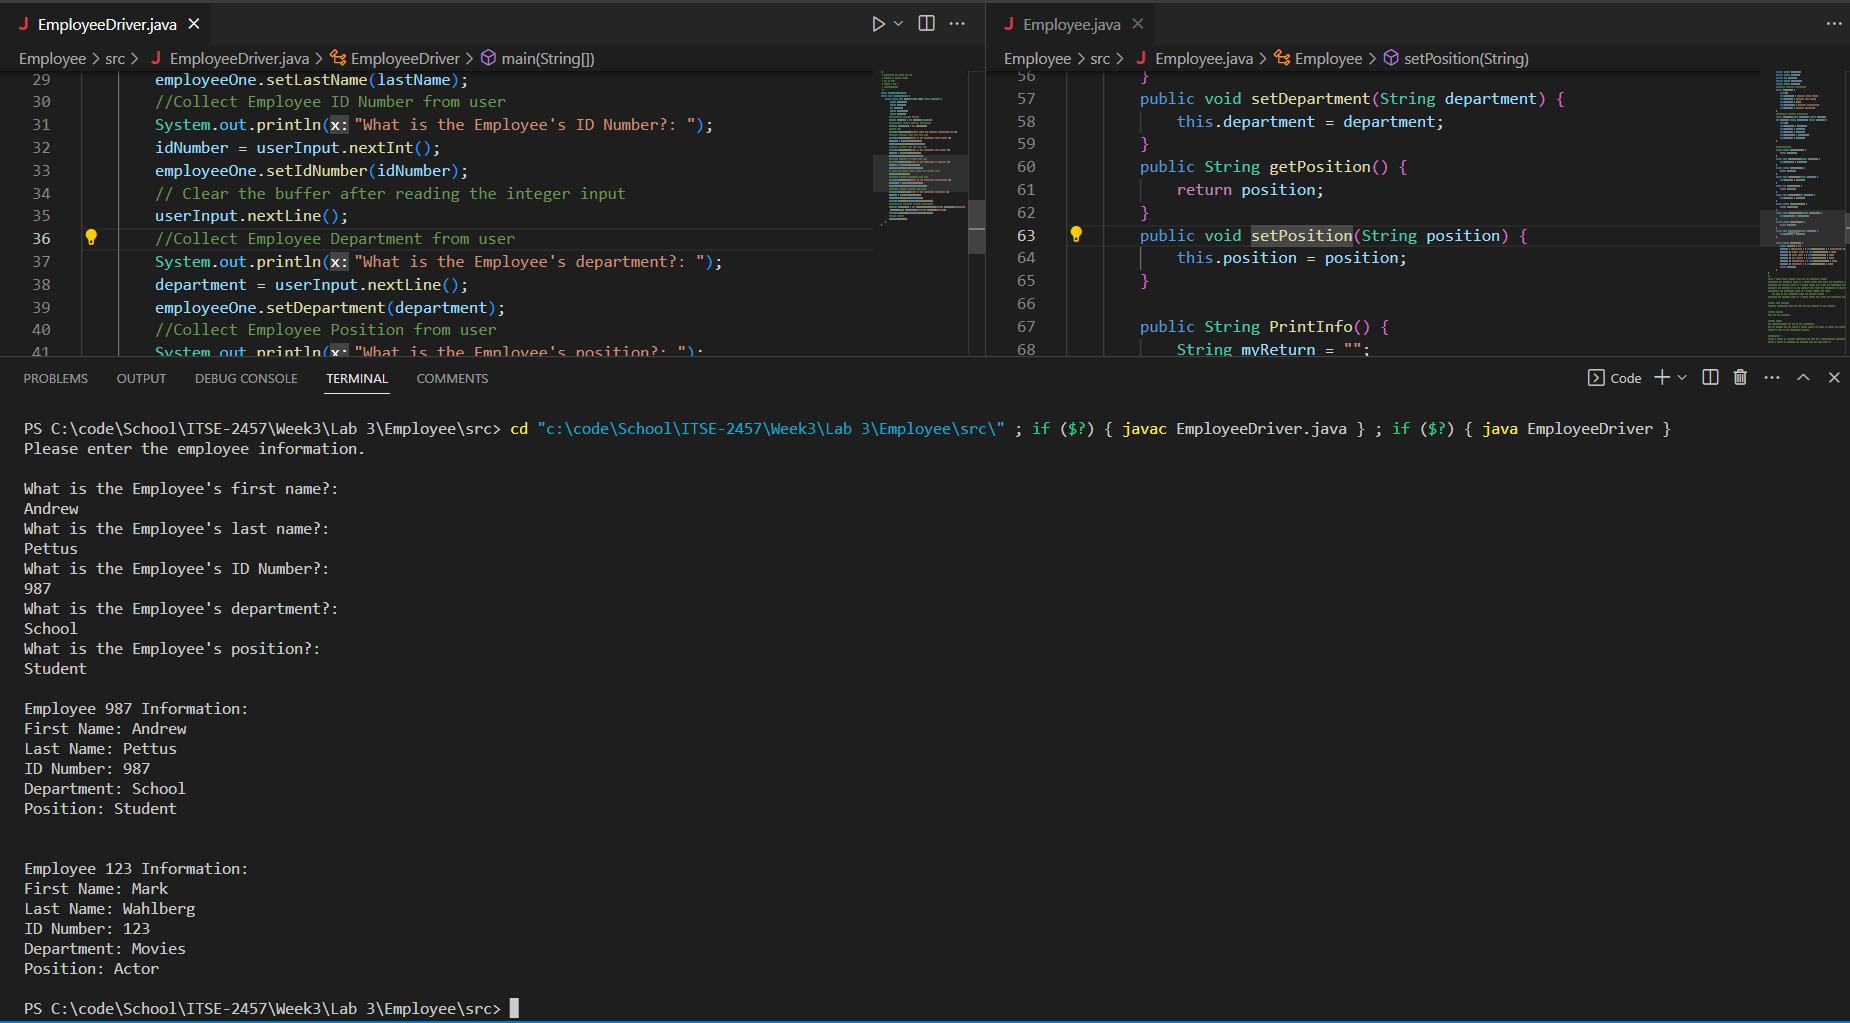 EmployeeDriver.java
Employee > src > EmployeeDriver.java > EmployeeDriver > main(String[])
29 employeeOne.setLastName(lastName);
30 //Collect Employee ID Number from user
31 System.out.println(x: "What is the Employee's ID Number?: ");
32 idNumber = userInput.nextInt();
33 employeeOne.setIdNumber(idNumber);
34 // Clear the buffer after reading the integer input
35 userInput.nextLine();
36 //Collect Employee Department from user
37 System.out.println(x: "What is the Employee's department?: ");
38 department = userInput.nextLine();
39 employeeOne.setDepartment(department);
40 //Collect Employee Position from user
41 System.out.println(x: "What is the Employee's position?: ");
Employee.java
Employee > src > Employee.java > Employee > setPosition(String)
56 }
57 public void setDepartment(String department) {
58 this.department = department;
59 }
60 public String getPosition() {
61 return position;
62 }
63 public void setPosition(String position) {
64 this.position = position;
65 }
66
67 public String PrintInfo() {
68 String myReturn = "";
PROBLEMS OUTPUT DEBUG CONSOLE TERMINAL COMMENTS
Code
PS C:\code\School\ITSE-2457\Week3\Lab 3\Employee\src> cd "c:\code\School\ITSE-2457\Week3\Lab 3\Employee\src\" ; if ($?) { javac EmployeeDriver.java } ; if ($?) { java EmployeeDriver }
Please enter the employee information.
What is the Employee's first name?:
Andrew
What is the Employee's last name?:
Pettus
What is the Employee's ID Number?:
987
What is the Employee's department?:
School
What is the Employee's position?:
Student
Employee 987 Information:
First Name: Andrew
Last Name: Pettus
ID Number: 987
Department: School
Position: Student
Employee 123 Information:
First Name: Mark
Last Name: Wahlberg
ID Number: 123
Department: Movies
Position: Actor
PS C:\code\School\ITSE-2457\Week3\Lab 3\Employee\src>